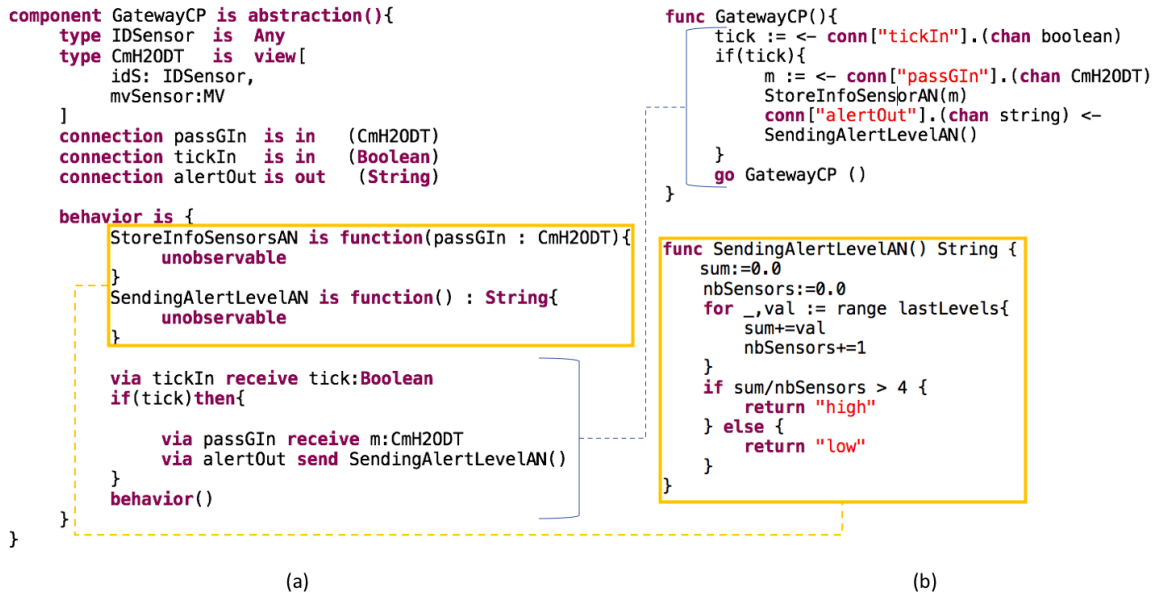 component GatewayCP is abstraction(){
type IDSensor is Any
type CmH2ODT is view[
idS: IDSensor,
mvSensor:MV
]
connection passGIn is in (CmH2ODT)
connection tickIn is in (Boolean)
connection alertOut is out (String)
behavior is {
StoreInfoSensorsAN is function(passGIn : CmH2ODT){
unobservable
}
SendingAlertLevelAN is function() : String{
unobservable
}
via tickIn receive tick:Boolean
if(tick)then{
via passGIn receive m:CmH2ODT
via alertOut send SendingAlertLevelAN()
}
behavior()
}
}
(a)
func GatewayCP(){
tick := <- conn["tickIn"].(chan boolean)
if(tick){
m := <- conn["passGIn"].(chan CmH2ODT)
StoreInfoSensorAN(m)
conn["alertOut"].(chan string) <-
SendingAlertLevelAN()
}
go GatewayCP ()
}
func SendingAlertLevelAN() String {
sum:=0.0
nbSensors:=0.0
for _,val := range lastLevels{
sum+=val
nbSensors+=1
}
if sum/nbSensors > 4 {
return "high"
} else {
return "low"
}
}
(b)